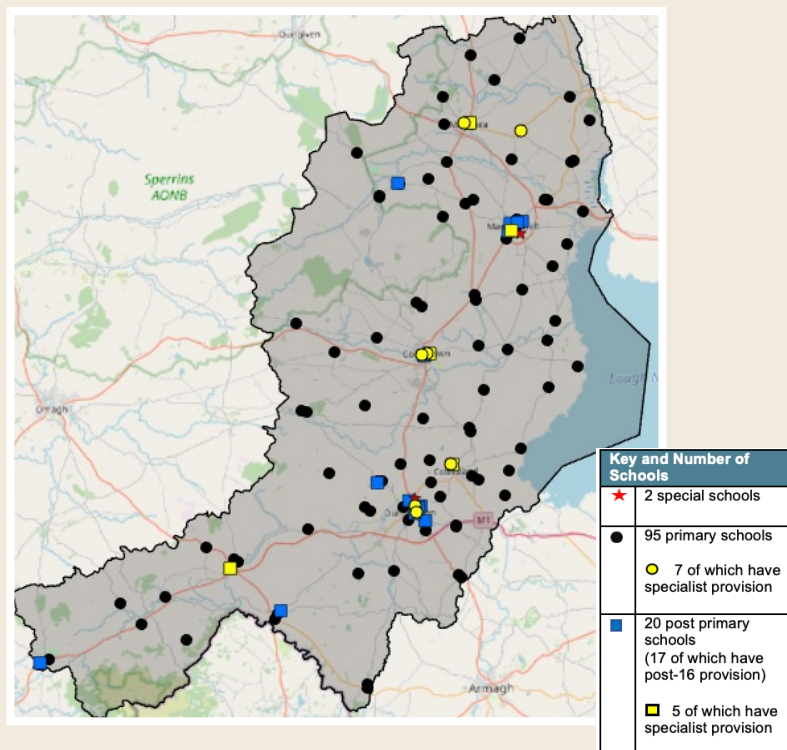 Sperrins
AONB
Omagh
M1
Armagh
Lough N
Key and Number of
Schools
2 special schools
95 primary schools
7 of which have
specialist provision
20 post primary
schools
(17 of which have
post-16 provision)
5 of which have
specialist provision